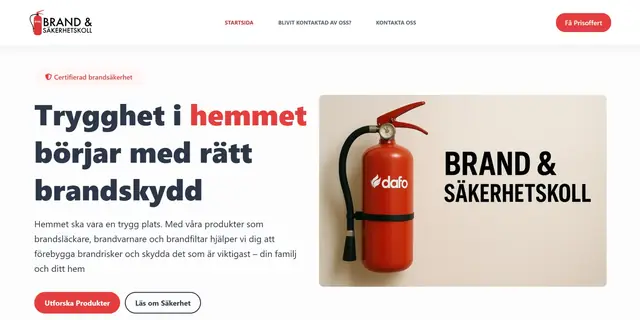 BRAND &
SÄKERHETSKOLL
STARTSIDA
BLIVIT KONTAKTAD AV OSS?
KONTAKTA OSS
Få Prisoffert
Certifierad brandsäkerhet
Trygghet i hemmet
börjar med rätt
brandskydd
Hemmet ska vara en trygg plats. Med våra produkter som
brandsläckare, brandvarnare och brandfiltar hjälper vi dig att
förebygga brandrisker och skydda det som är viktigast – din familj
och ditt hem
Utforska Produkter
Läs om Säkerhet
dafo
BRAND &
SÄKERHETSKOLL